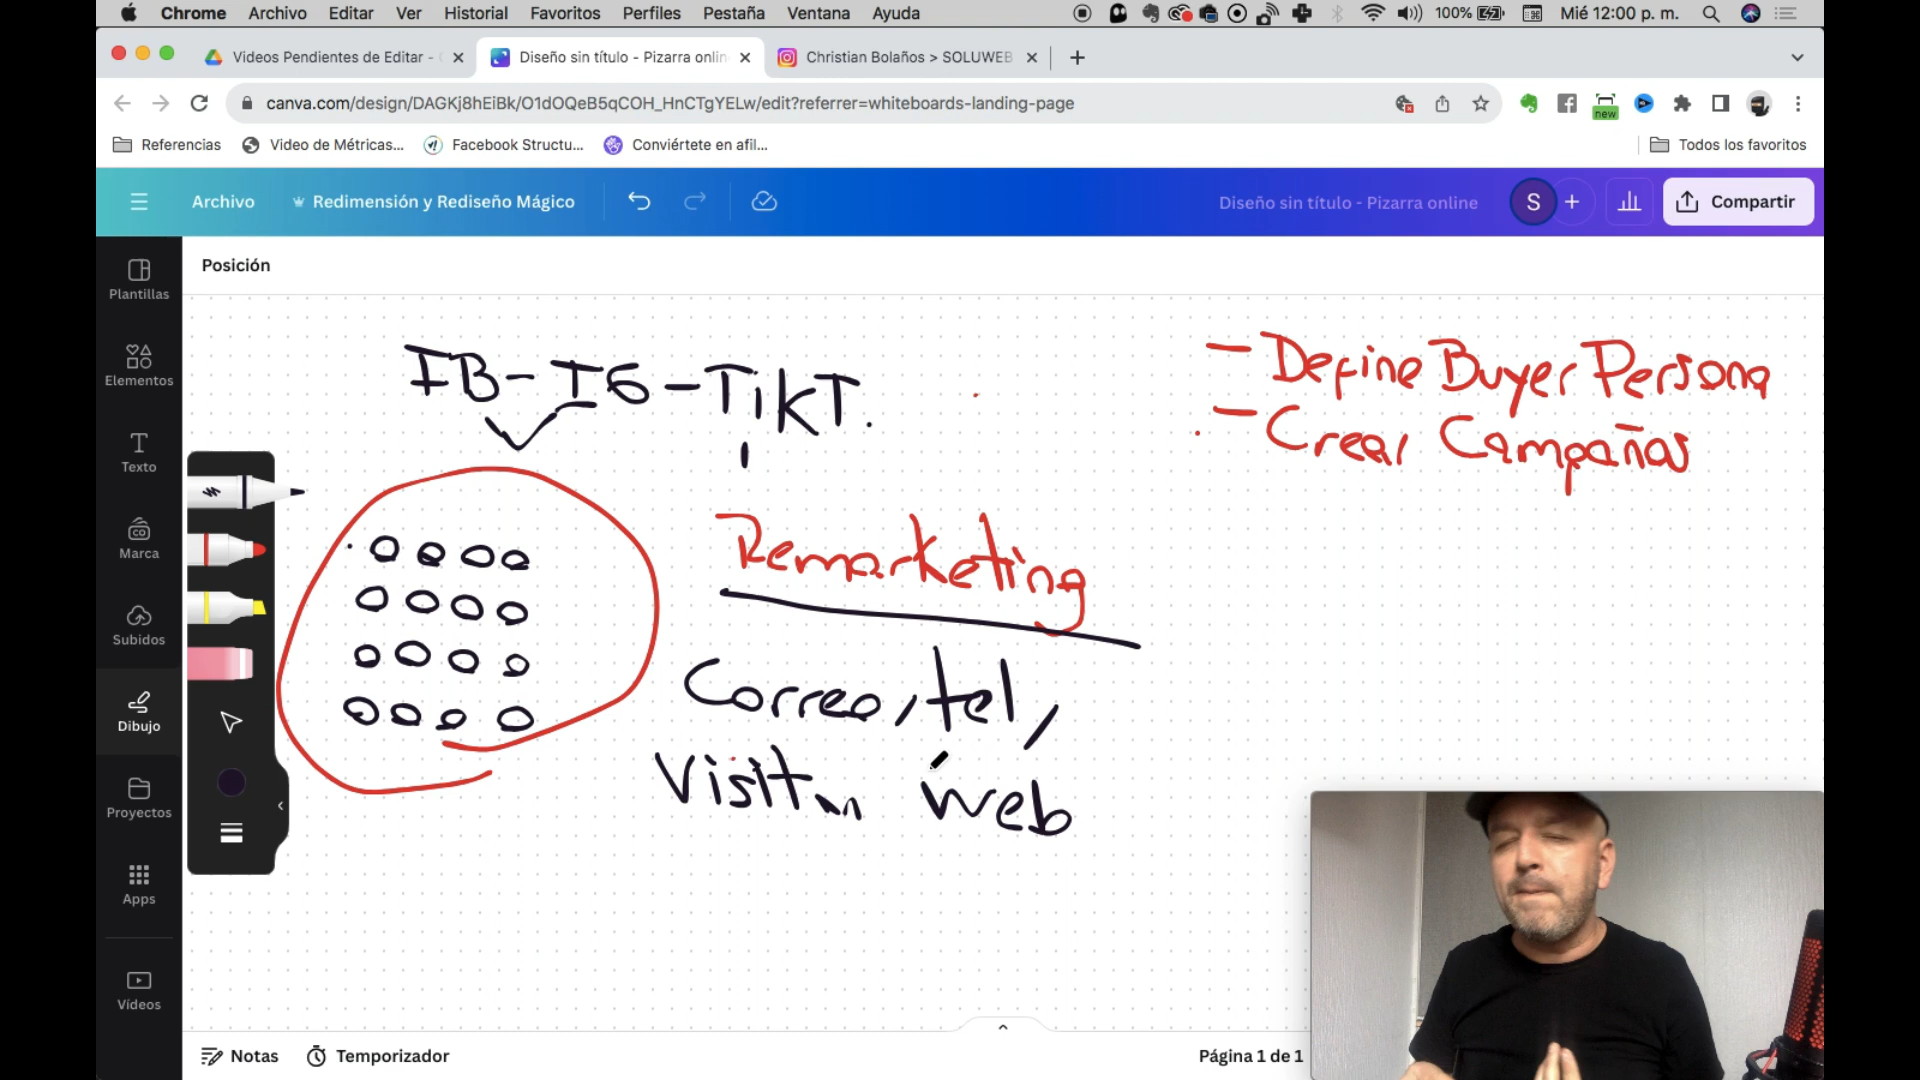 Chrome Archivo Editar Ver Historial Favoritos Perfiles Pestaña Ventana Ayuda 100% Mié 12:00 p. m.
Videos Pendientes de Editar - Diseño sin título - Pizarra onlin Christian Bolaños > SOLUWEB
canva.com/design/DAGKj8hEiBk/O1dOQeB5qCOH_HnCTgYELw/edit?referrer=whiteboards-landing-page new
Referencias Video de Métricas... Facebook Structu... Conviértete en afil... Todos los favoritos
Archivo Redimensión y Rediseño Mágico Diseño sin título - Pizarra online S + Compartir
Posición
Plantillas
Elementos
Texto
Marca
Subidos
Dibujo
Proyectos
Apps
Vídeos
FB - IG - TikT.
- Define Buyer Persona
- Crear Campañas
Remarketing
Correo, tel,
Visit web
Notas Temporizador Página 1 de 1